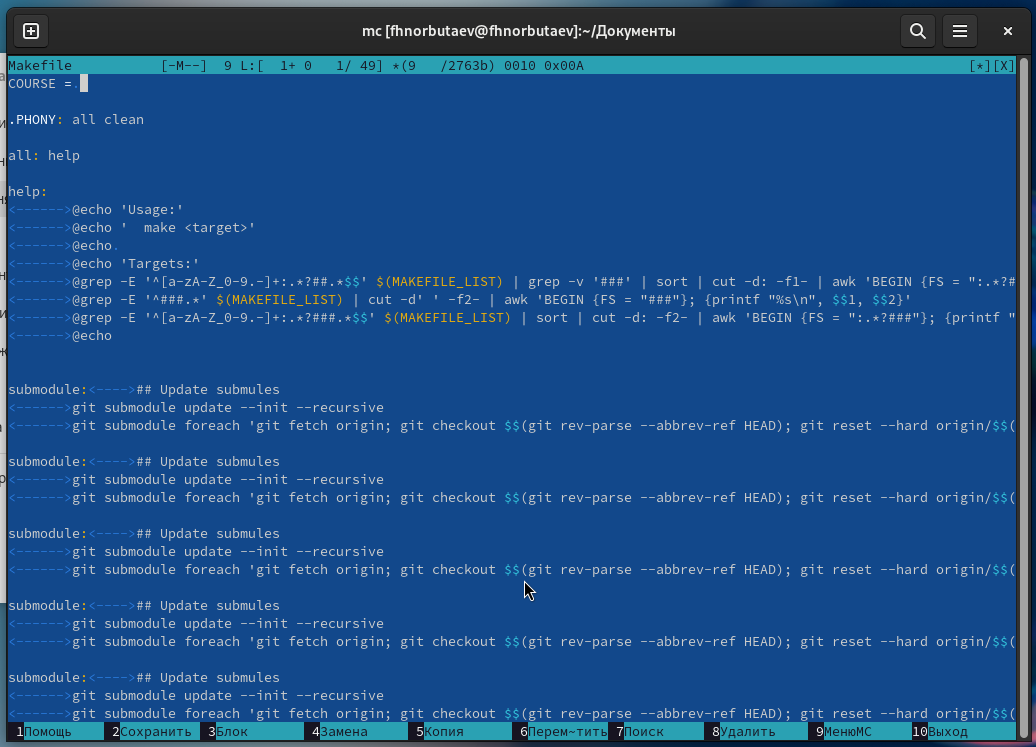 mc [fhnorbutaev@fhnorbutaev]:~/Документы
Makefile [-M--] 9 L:[ 1+ 0 1/ 49] *(9 /2763b) 0010 0x00A [*][X]
COURSE =
.PHONY: all clean
all: help
help:
<------>@echo 'Usage:'
<------>@echo '  make <target>'
<------>@echo.
<------>@echo 'Targets:'
<------>@grep -E '^[a-zA-Z_0-9.-]+:.*?##.*$$' $(MAKEFILE_LIST) | grep -v '###' | sort | cut -d: -f1- | awk 'BEGIN {FS = ":.*?#
<------>@grep -E '^###.*' $(MAKEFILE_LIST) | cut -d' ' -f2- | awk 'BEGIN {FS = "###"}; {printf "%s\n", $$1, $$2}'
<------>@grep -E '^[a-zA-Z_0-9.-]+:.*?###.*$$' $(MAKEFILE_LIST) | sort | cut -d: -f2- | awk 'BEGIN {FS = ":.*?###"}; {printf "
<------>@echo
submodule:<---->## Update submules
<------>git submodule update --init --recursive
<------>git submodule foreach 'git fetch origin; git checkout $$(git rev-parse --abbrev-ref HEAD); git reset --hard origin/$$(
submodule:<---->## Update submules
<------>git submodule update --init --recursive
<------>git submodule foreach 'git fetch origin; git checkout $$(git rev-parse --abbrev-ref HEAD); git reset --hard origin/$$(
submodule:<---->## Update submules
<------>git submodule update --init --recursive
<------>git submodule foreach 'git fetch origin; git checkout $$(git rev-parse --abbrev-ref HEAD); git reset --hard origin/$$(
submodule:<---->## Update submules
<------>git submodule update --init --recursive
<------>git submodule foreach 'git fetch origin; git checkout $$(git rev-parse --abbrev-ref HEAD); git reset --hard origin/$$(
submodule:<---->## Update submules
<------>git submodule update --init --recursive
<------>git submodule foreach 'git fetch origin; git checkout $$(git rev-parse --abbrev-ref HEAD); git reset --hard origin/$$(
1Помощь 2Сохранить 3Блок 4Замена 5Копия 6Перем~тить 7Поиск 8Удалить 9МенюMC 10Выход